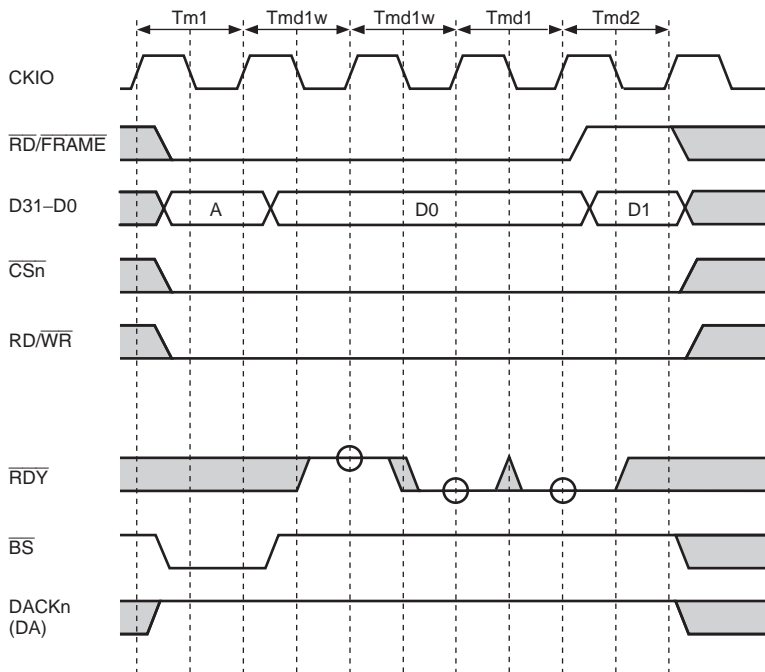 Tm1 Tmd1w Tmd1w Tmd1 Tmd2
CKIO
RD/FRAME
D31–D0 A D0 D1
CSn
RD/WR
RDY
BS
DACKn
(DA)